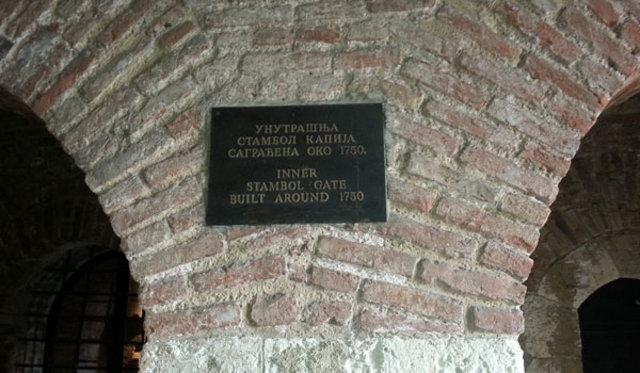 УНУТРАШЊА
СТАМБОЛ КАПИЈА
САГРАЂЕНА ОКО 1750.
INNER
STAMBOL GATE
BUILT AROUND 1750